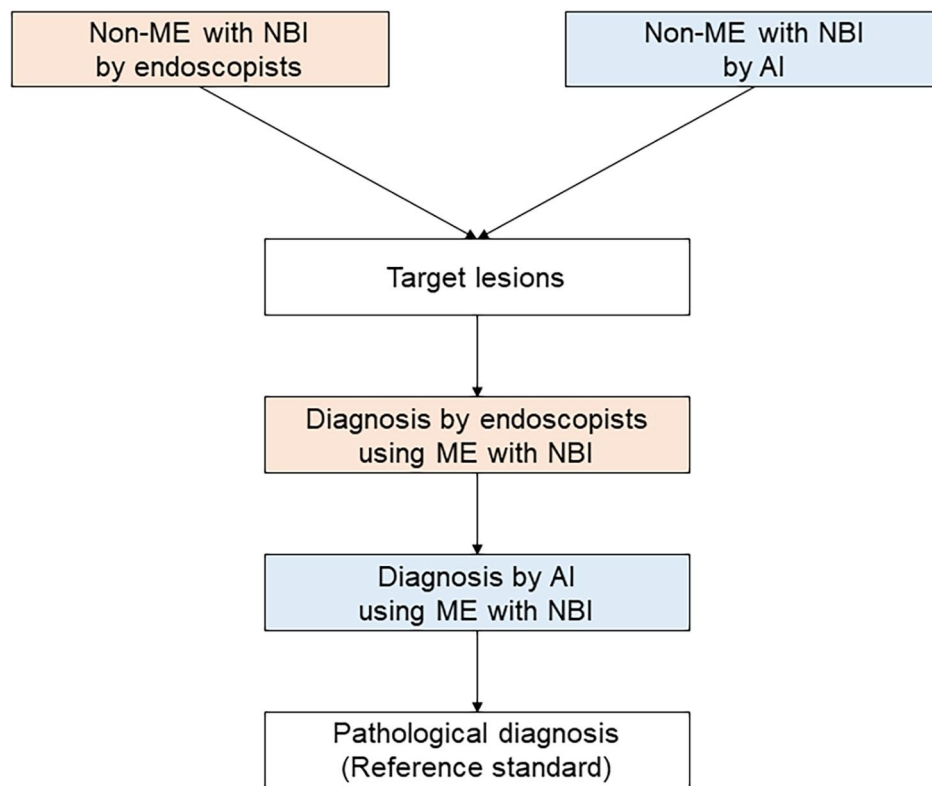 Non-ME with NBI
by endoscopists
Non-ME with NBI
by AI
Target lesions
Diagnosis by endoscopists
using ME with NBI
Diagnosis by AI
using ME with NBI
Pathological diagnosis
(Reference standard)